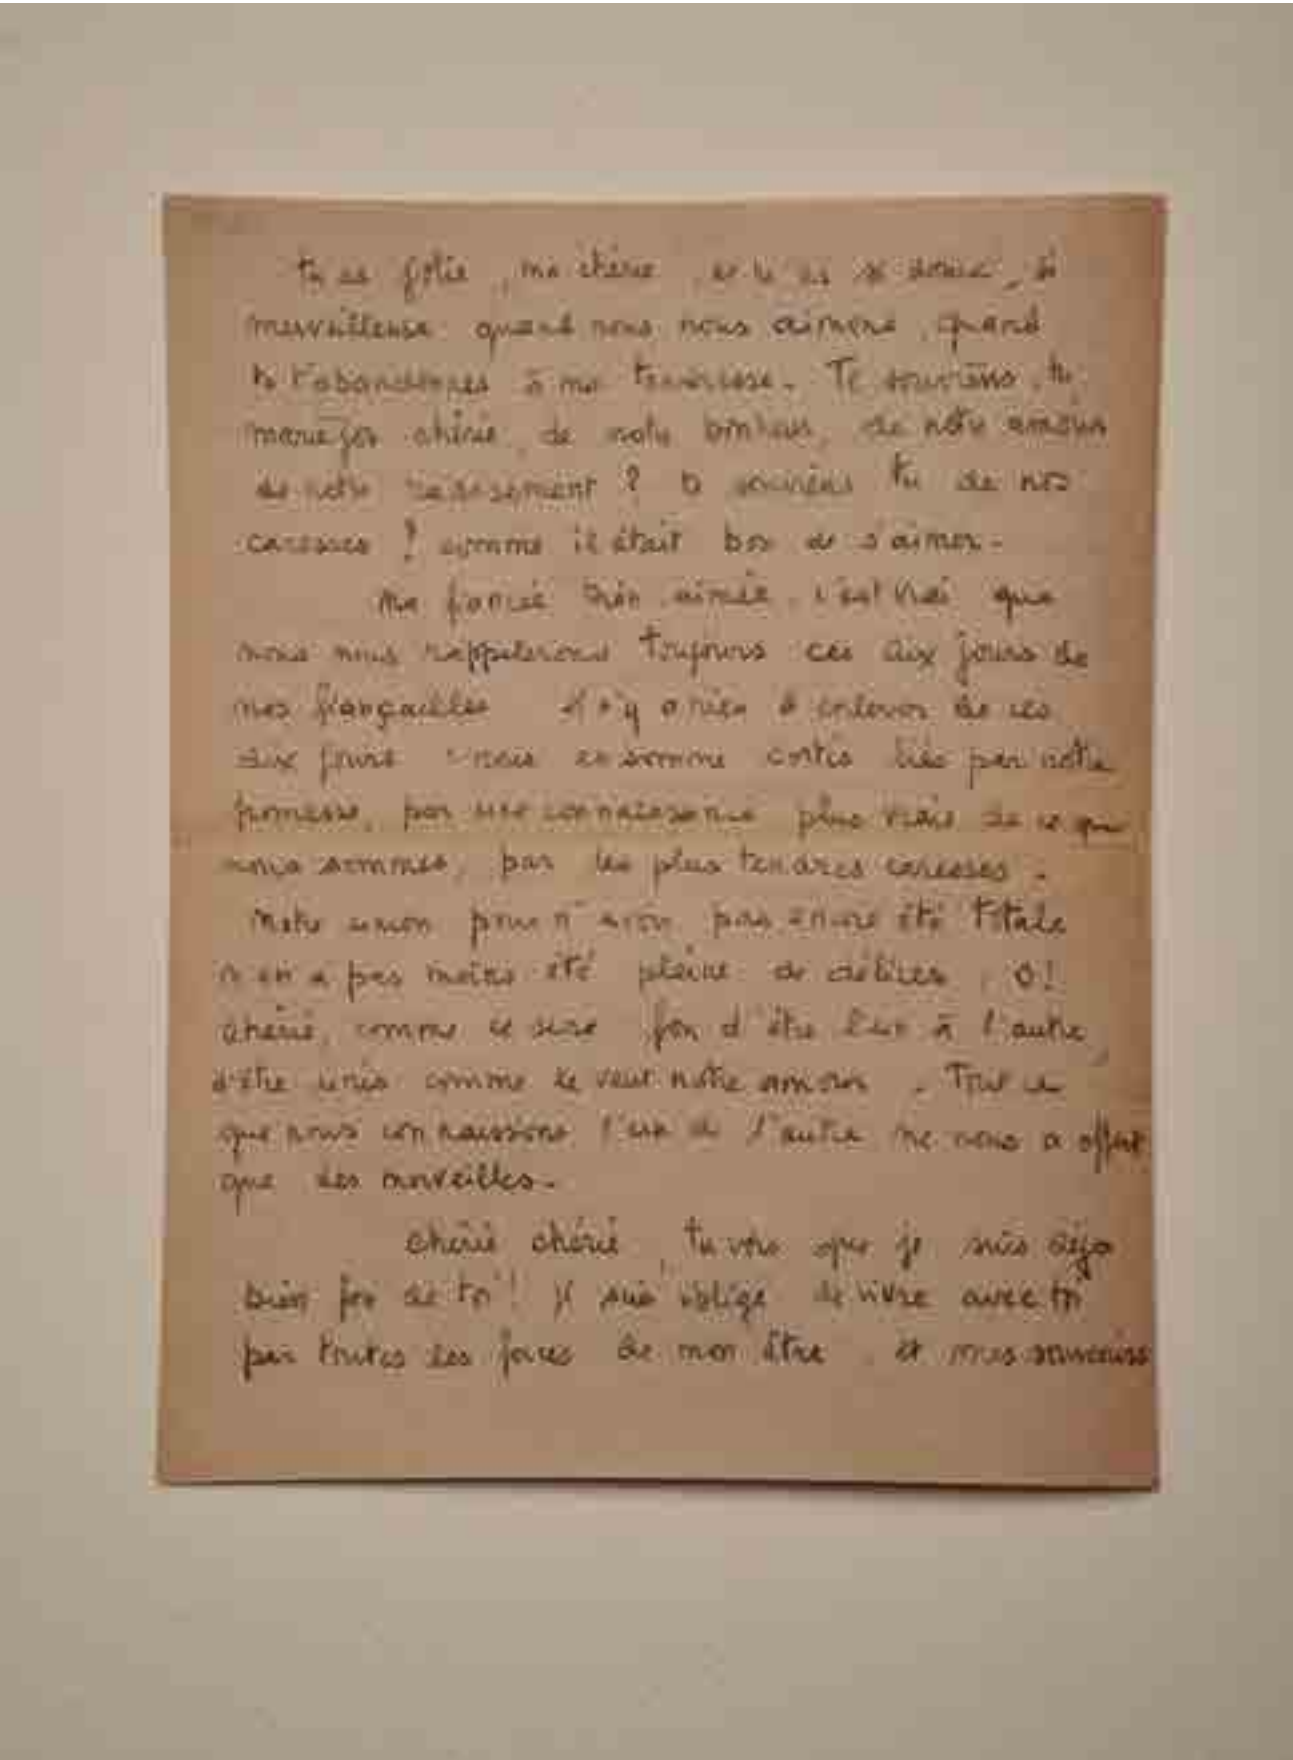 tu es jolie, ma chérie, et tu es si douce, si
merveilleuse quand nous nous aimons, quand
tu t'abandonnes à ma tendresse. Te souviens-tu,
chérie, de notre bonheur, de notre amour
de notre ? te souviens tu de nos
caresses ? comme il était bon de s'aimer.
Ma fiancée très aimée, c'est vrai que
nous nous rappelerons toujours ces dix jours de
nos fiançailles. Il n'y a rien à enlever de ces
dix jours. en somme liés par notre
promesse, par une connaissance plus vraie de ce que
nous sommes, par les plus tendres caresses.
Notre union pour n'avoir pas encore été totale
n'en a pas moins été pleine de délices. O!
chérie, comme ce sera bon d'être l'un à l'autre,
d'être unis comme le veut notre amour. Tout ce
que nous connaissons l'un de l'autre ne nous a offert
que des merveilles.
chérie chérie, tu vois que je suis déjà
bien fou de toi ! je suis obligé de vivre avec toi
par toutes les forces de mon être, et mes souvenirs